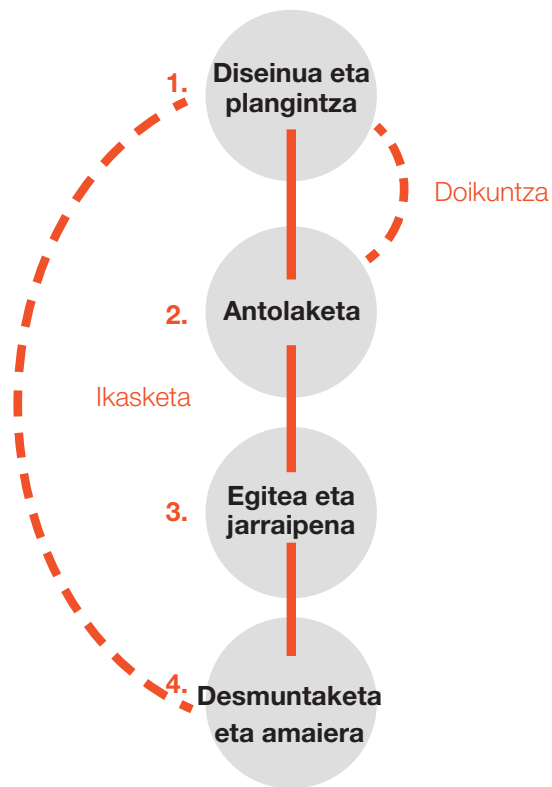 1.
Diseinua eta
plangintza
Doikuntza
2.
Antolaketa
Ikasketa
3.
Egitea eta
jarraipena
4.
Desmuntaketa
eta amaiera